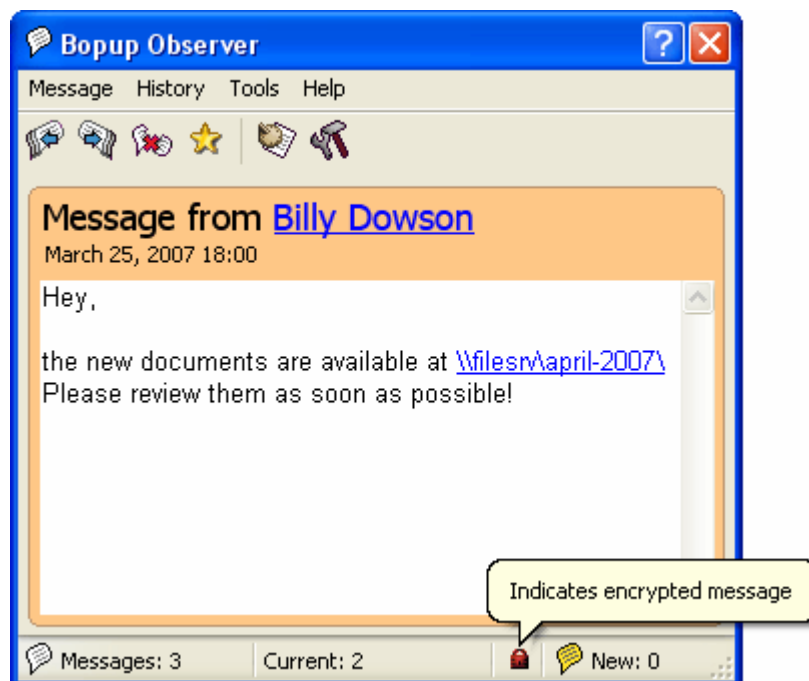 Bopup Observer
Message History Tools Help
Message from Billy Dowson
March 25, 2007 18:00
Hey,
the new documents are available at \\filesrv\april-2007\
Please review them as soon as possible!
Indicates encrypted message
Messages: 3 Current: 2 New: 0